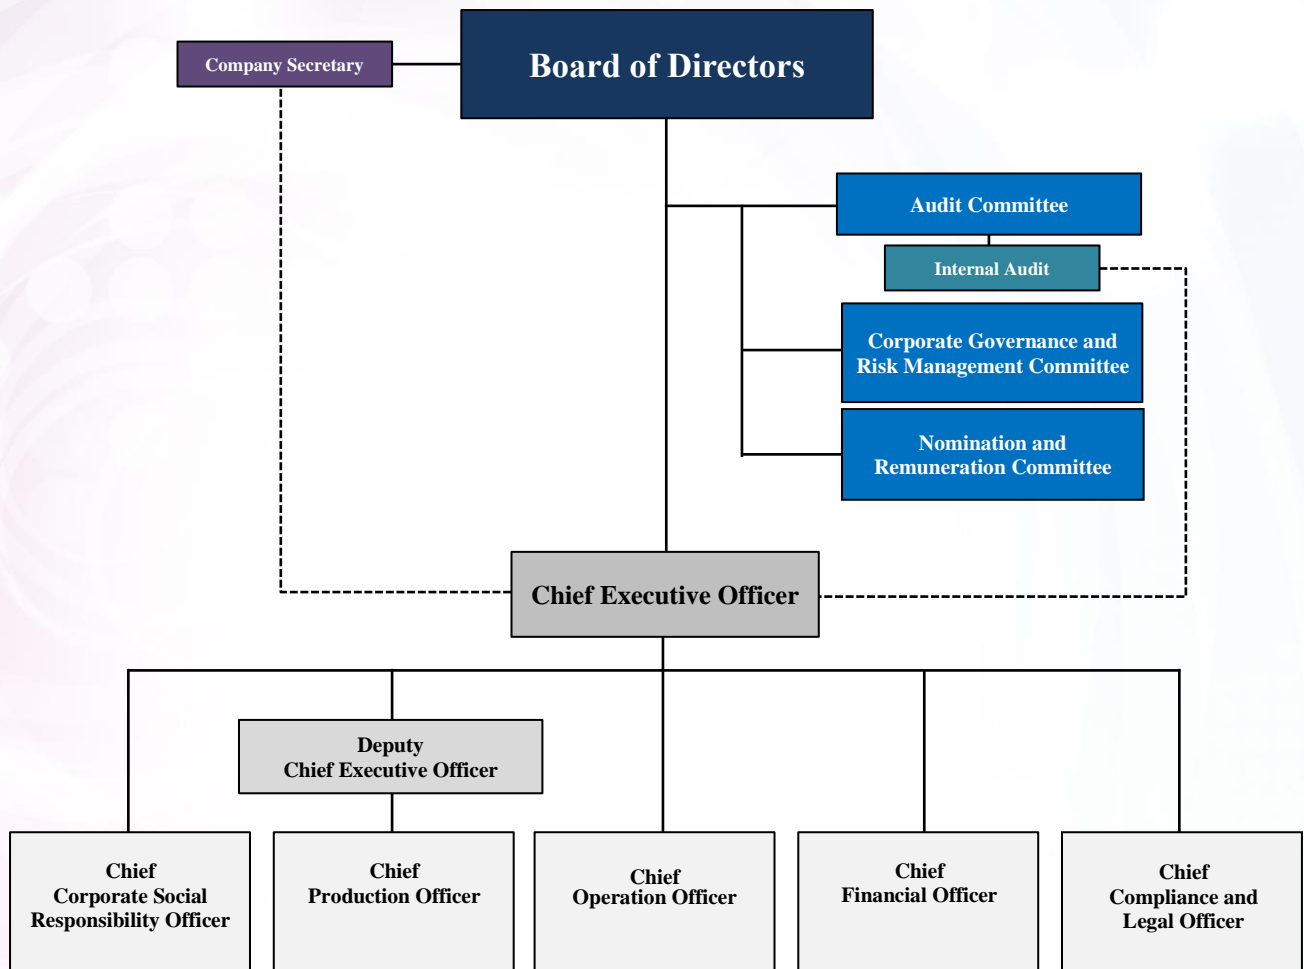 Company Secretary
Board of Directors
Audit Committee
Internal Audit
Corporate Governance and
Risk Management Committee
Nomination and
Remuneration Committee
Chief Executive Officer
Deputy
Chief Executive Officer
Chief
Corporate Social
Responsibility Officer
Chief
Production Officer
Chief
Operation Officer
Chief
Financial Officer
Chief
Compliance and
Legal Officer